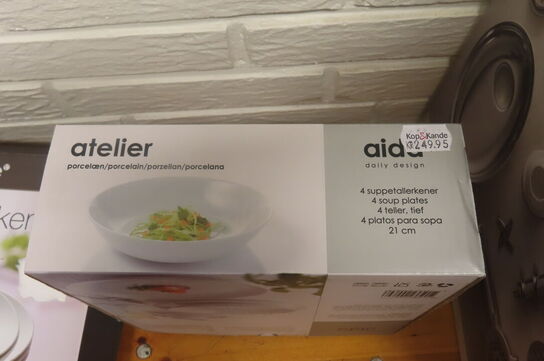 atelier
porcelæn/porcelain/porzellan/porcelana
aida
daily design
Kop&Kande
249.95
4 suppetallerkener
4 soup plates
4 teller, tief
4 platos para sopa
21 cm
ker